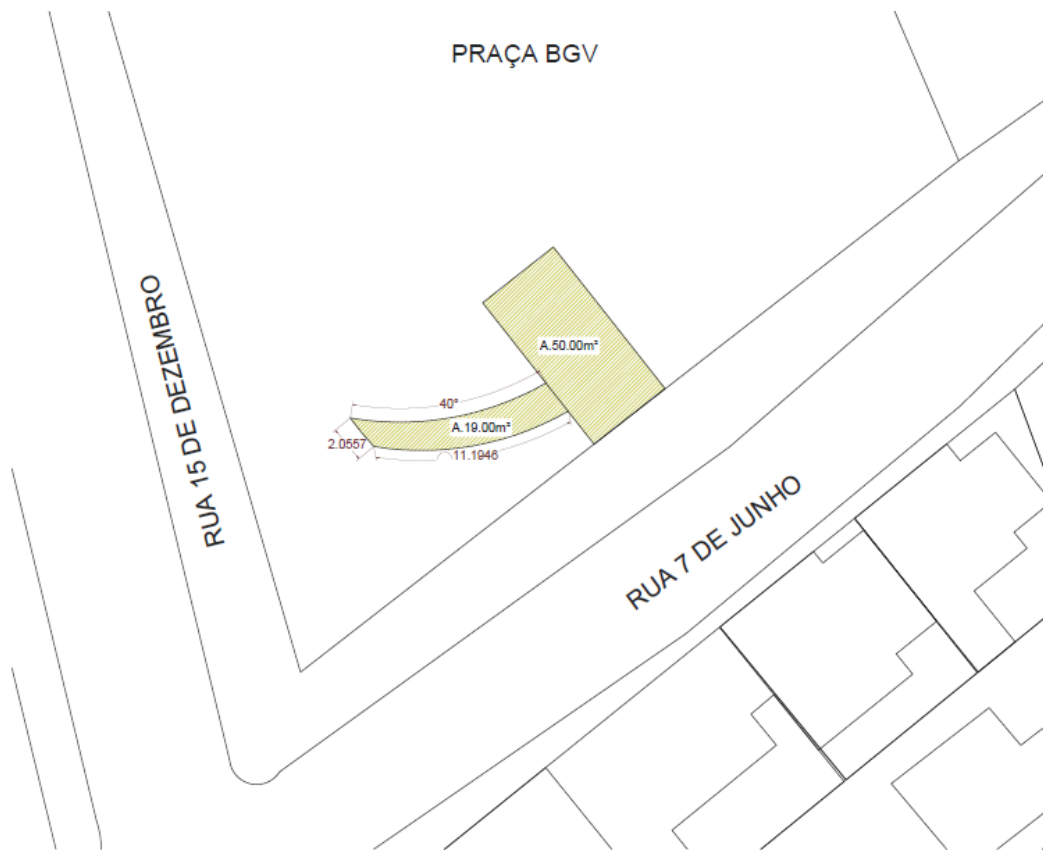 PRAÇA BGV
RUA 15 DE DEZEMBRO
A.50.00m²
40°
A.19.00m²
2.0557
11.1946
RUA 7 DE JUNHO